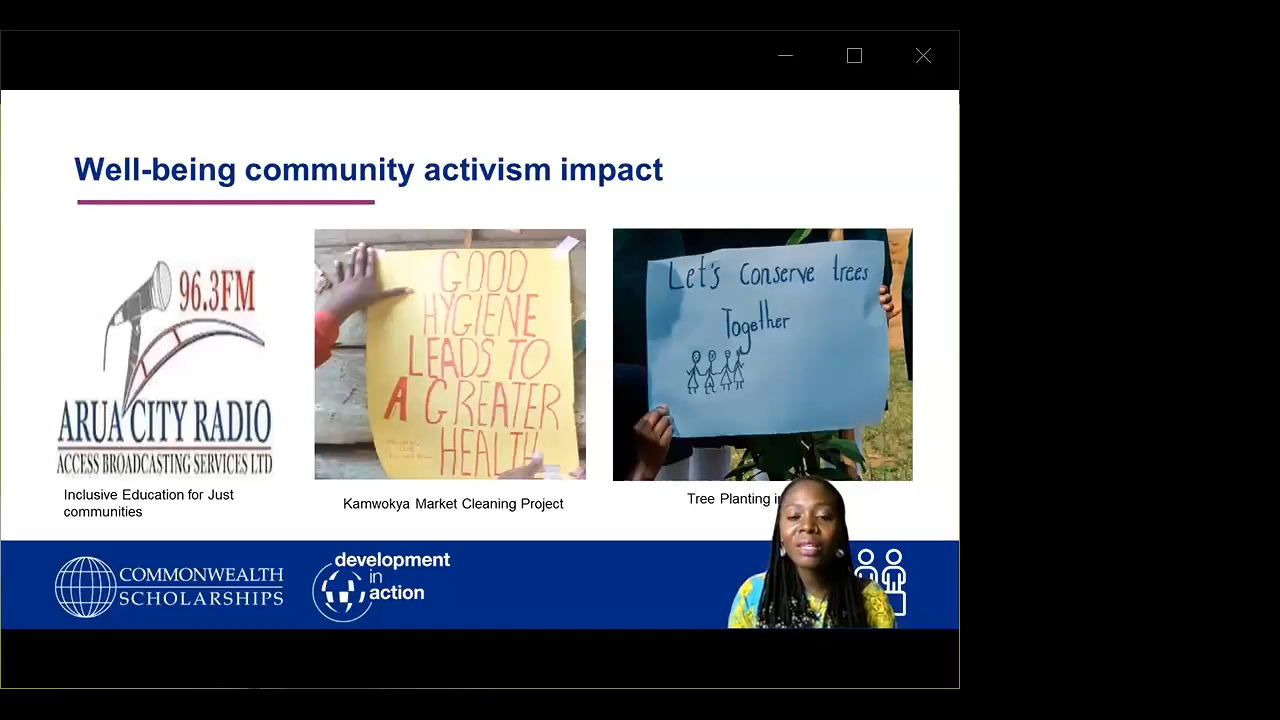 Well-being community activism impact
96.3FM
ARUA CITY RADIO
ACCESS BROADCASTING SERVICES LTD
Inclusive Education for Just
communities
GOOD
HYGIENE
LEADS TO
A GREATER
HEALTH
Kamwokya Market Cleaning Project
Let's Conserve trees
Together
Tree Planting
COMMONWEALTH
SCHOLARSHIPS
development
in
action